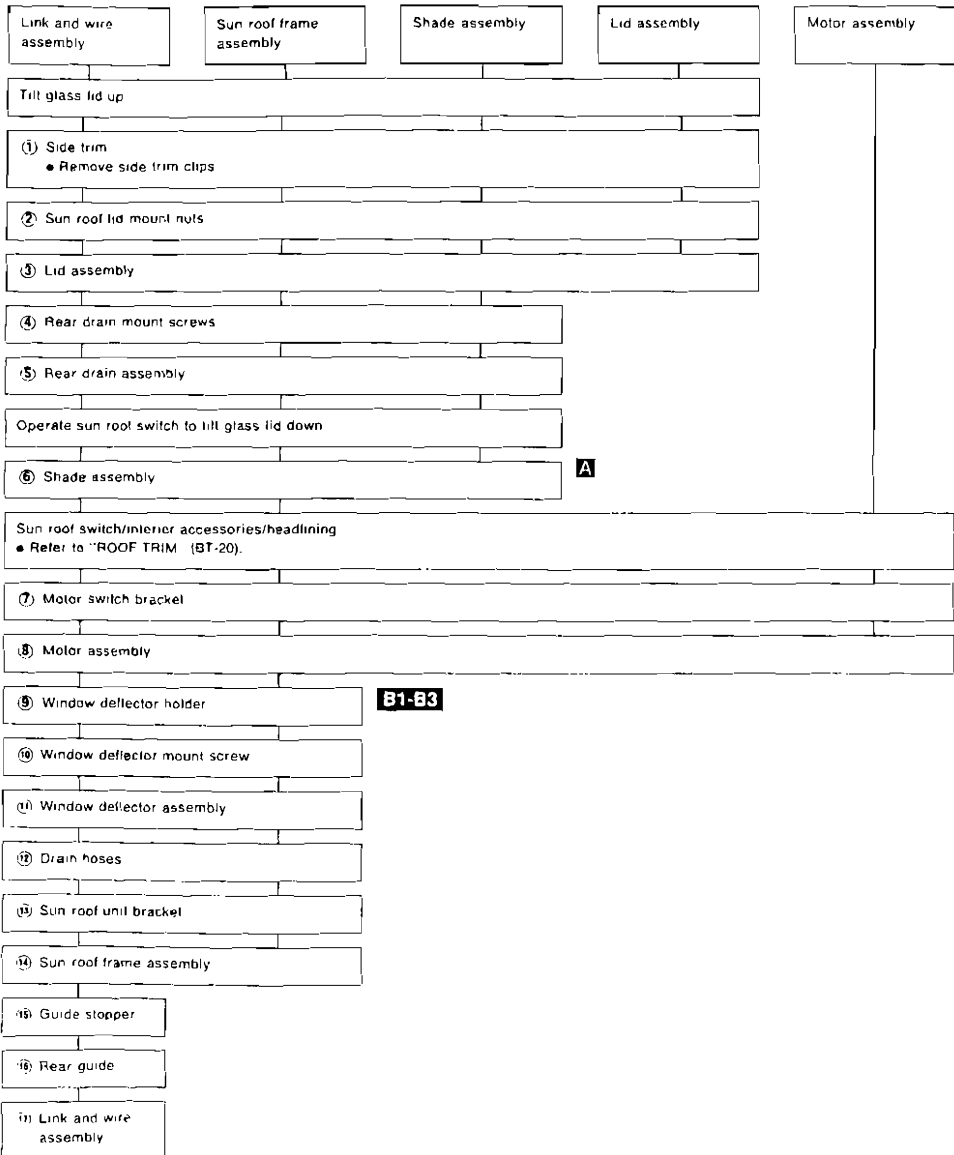 Link and wire
assembly
Sun roof frame
assembly
Shade assembly
Lid assembly
Motor assembly
Tilt glass lid up
① Side trim
● Remove side trim clips
② Sun roof lid mount nuts
③ Lid assembly
④ Rear drain mount screws
⑤ Rear drain assembly
Operate sun roof switch to tilt glass lid down
⑥ Shade assembly
A
Sun roof switch/interior accessories/headlining
● Refer to "ROOF TRIM (BT-20).
⑦ Motor switch bracket
⑧ Motor assembly
⑨ Window deflector holder
B1-B3
⑩ Window deflector mount screw
⑪ Window deflector assembly
⑫ Drain hoses
⑬ Sun roof unit bracket
⑭ Sun roof frame assembly
⑮ Guide stopper
⑯ Rear guide
⑰ Link and wire
assembly